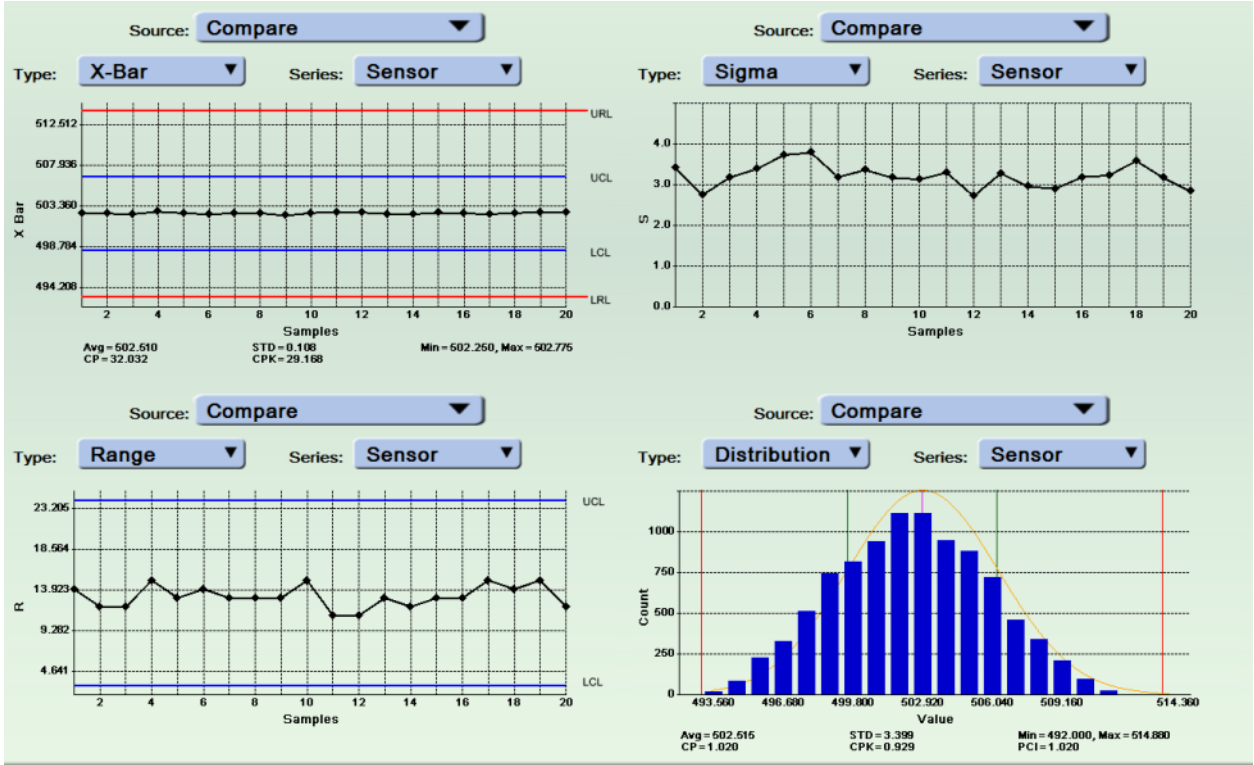 Source: Compare
Type: X-Bar Series: Sensor
URL
512.512
507.936
UCL
503.360
X Bar
498.784
LCL
494.208
LRL
2 4 6 8 10 12 14 16 18 20
Samples
Avg = 502.510 STD = 0.108 Min = 502.250, Max = 502.775
CP = 32.032 CPK = 29.168
Source: Compare
Type: Sigma Series: Sensor
4.0
3.0
S
2.0
1.0
0.0
2 4 6 8 10 12 14 16 18 20
Samples
Source: Compare
Type: Range Series: Sensor
UCL
23.205
18.564
13.923
R
9.282
4.641
LCL
2 4 6 8 10 12 14 16 18 20
Samples
Source: Compare
Type: Distribution Series: Sensor
1000
750
Count
500
250
0
493.560 496.680 499.800 502.920 506.040 509.160 514.360
Value
Avg = 502.515 STD = 3.399 Min = 492.000, Max = 514.880
CP = 1.020 CPK = 0.929 PCI = 1.020